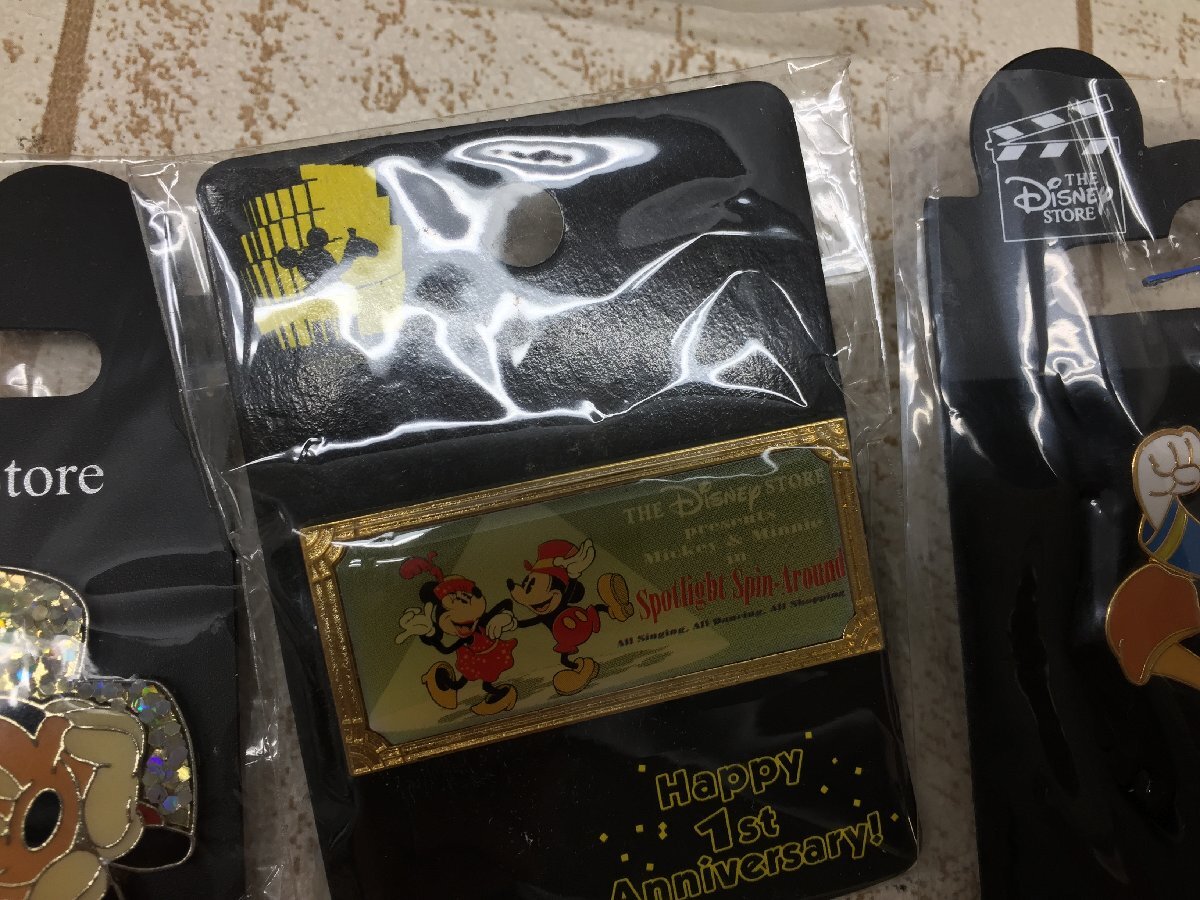 tore
THE DISNEY STORE
presents
Mickey & Minnie
in
Spotlight Spin-Around
All Singing. All Dancing. All Shopping
Happy
1st
Anniversary!
THE
DISNEY
STORE